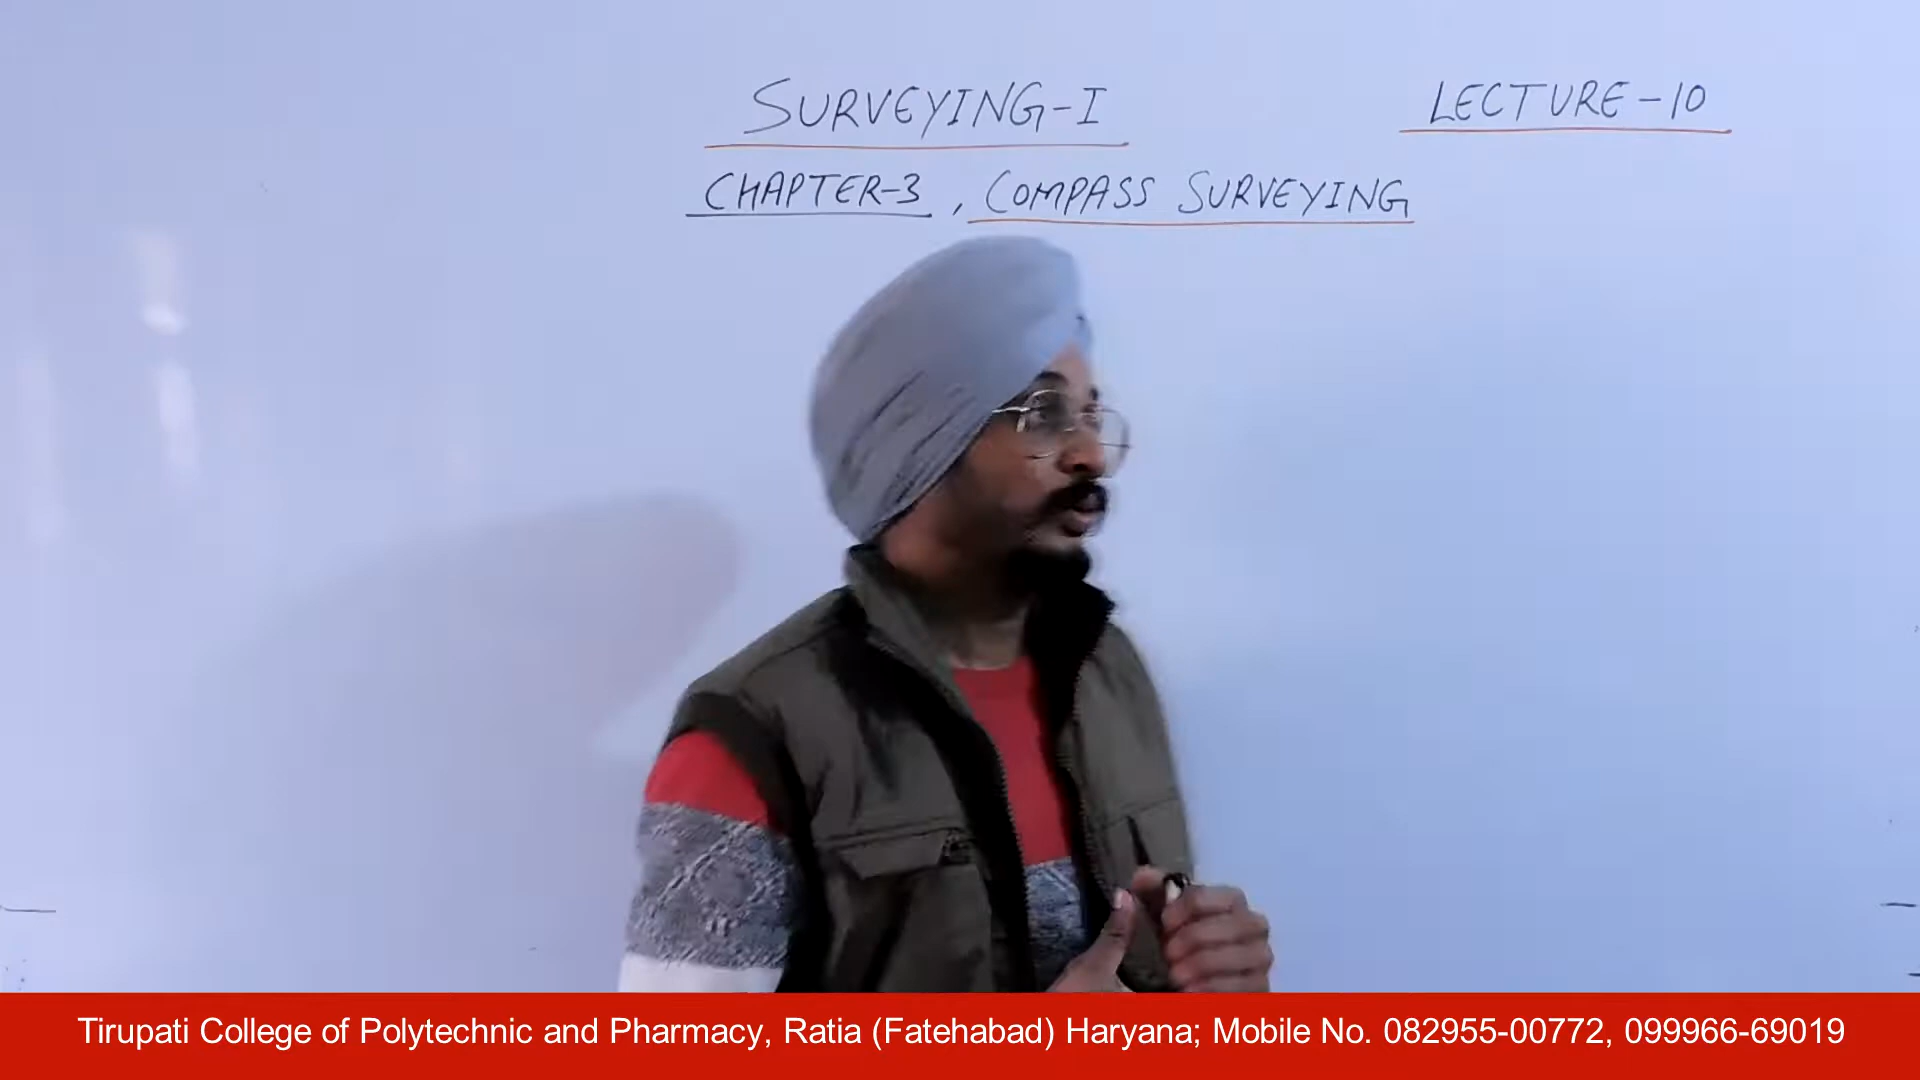 SURVEYING-I
LECTURE-10
CHAPTER-3, COMPASS SURVEYING
Tirupati College of Polytechnic and Pharmacy, Ratia (Fatehabad) Haryana; Mobile No. 082955-00772, 099966-69019